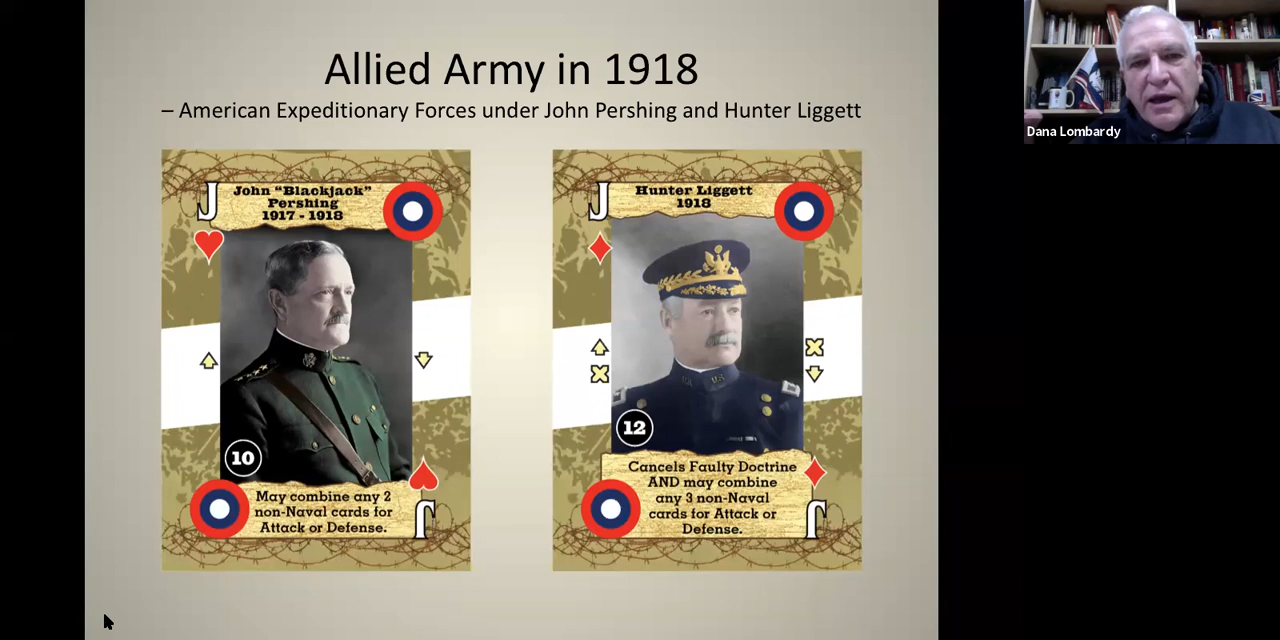 Allied Army in 1918
– American Expeditionary Forces under John Pershing and Hunter Liggett
J
John "Blackjack"
Pershing
1917 - 1918
10
May combine any 2
non-Naval cards for
Attack or Defense.
J
J
Hunter Liggett
1918
12
Cancels Faulty Doctrine
AND may combine
any 3 non-Naval
cards for Attack or
Defense.
J
Dana Lombardy